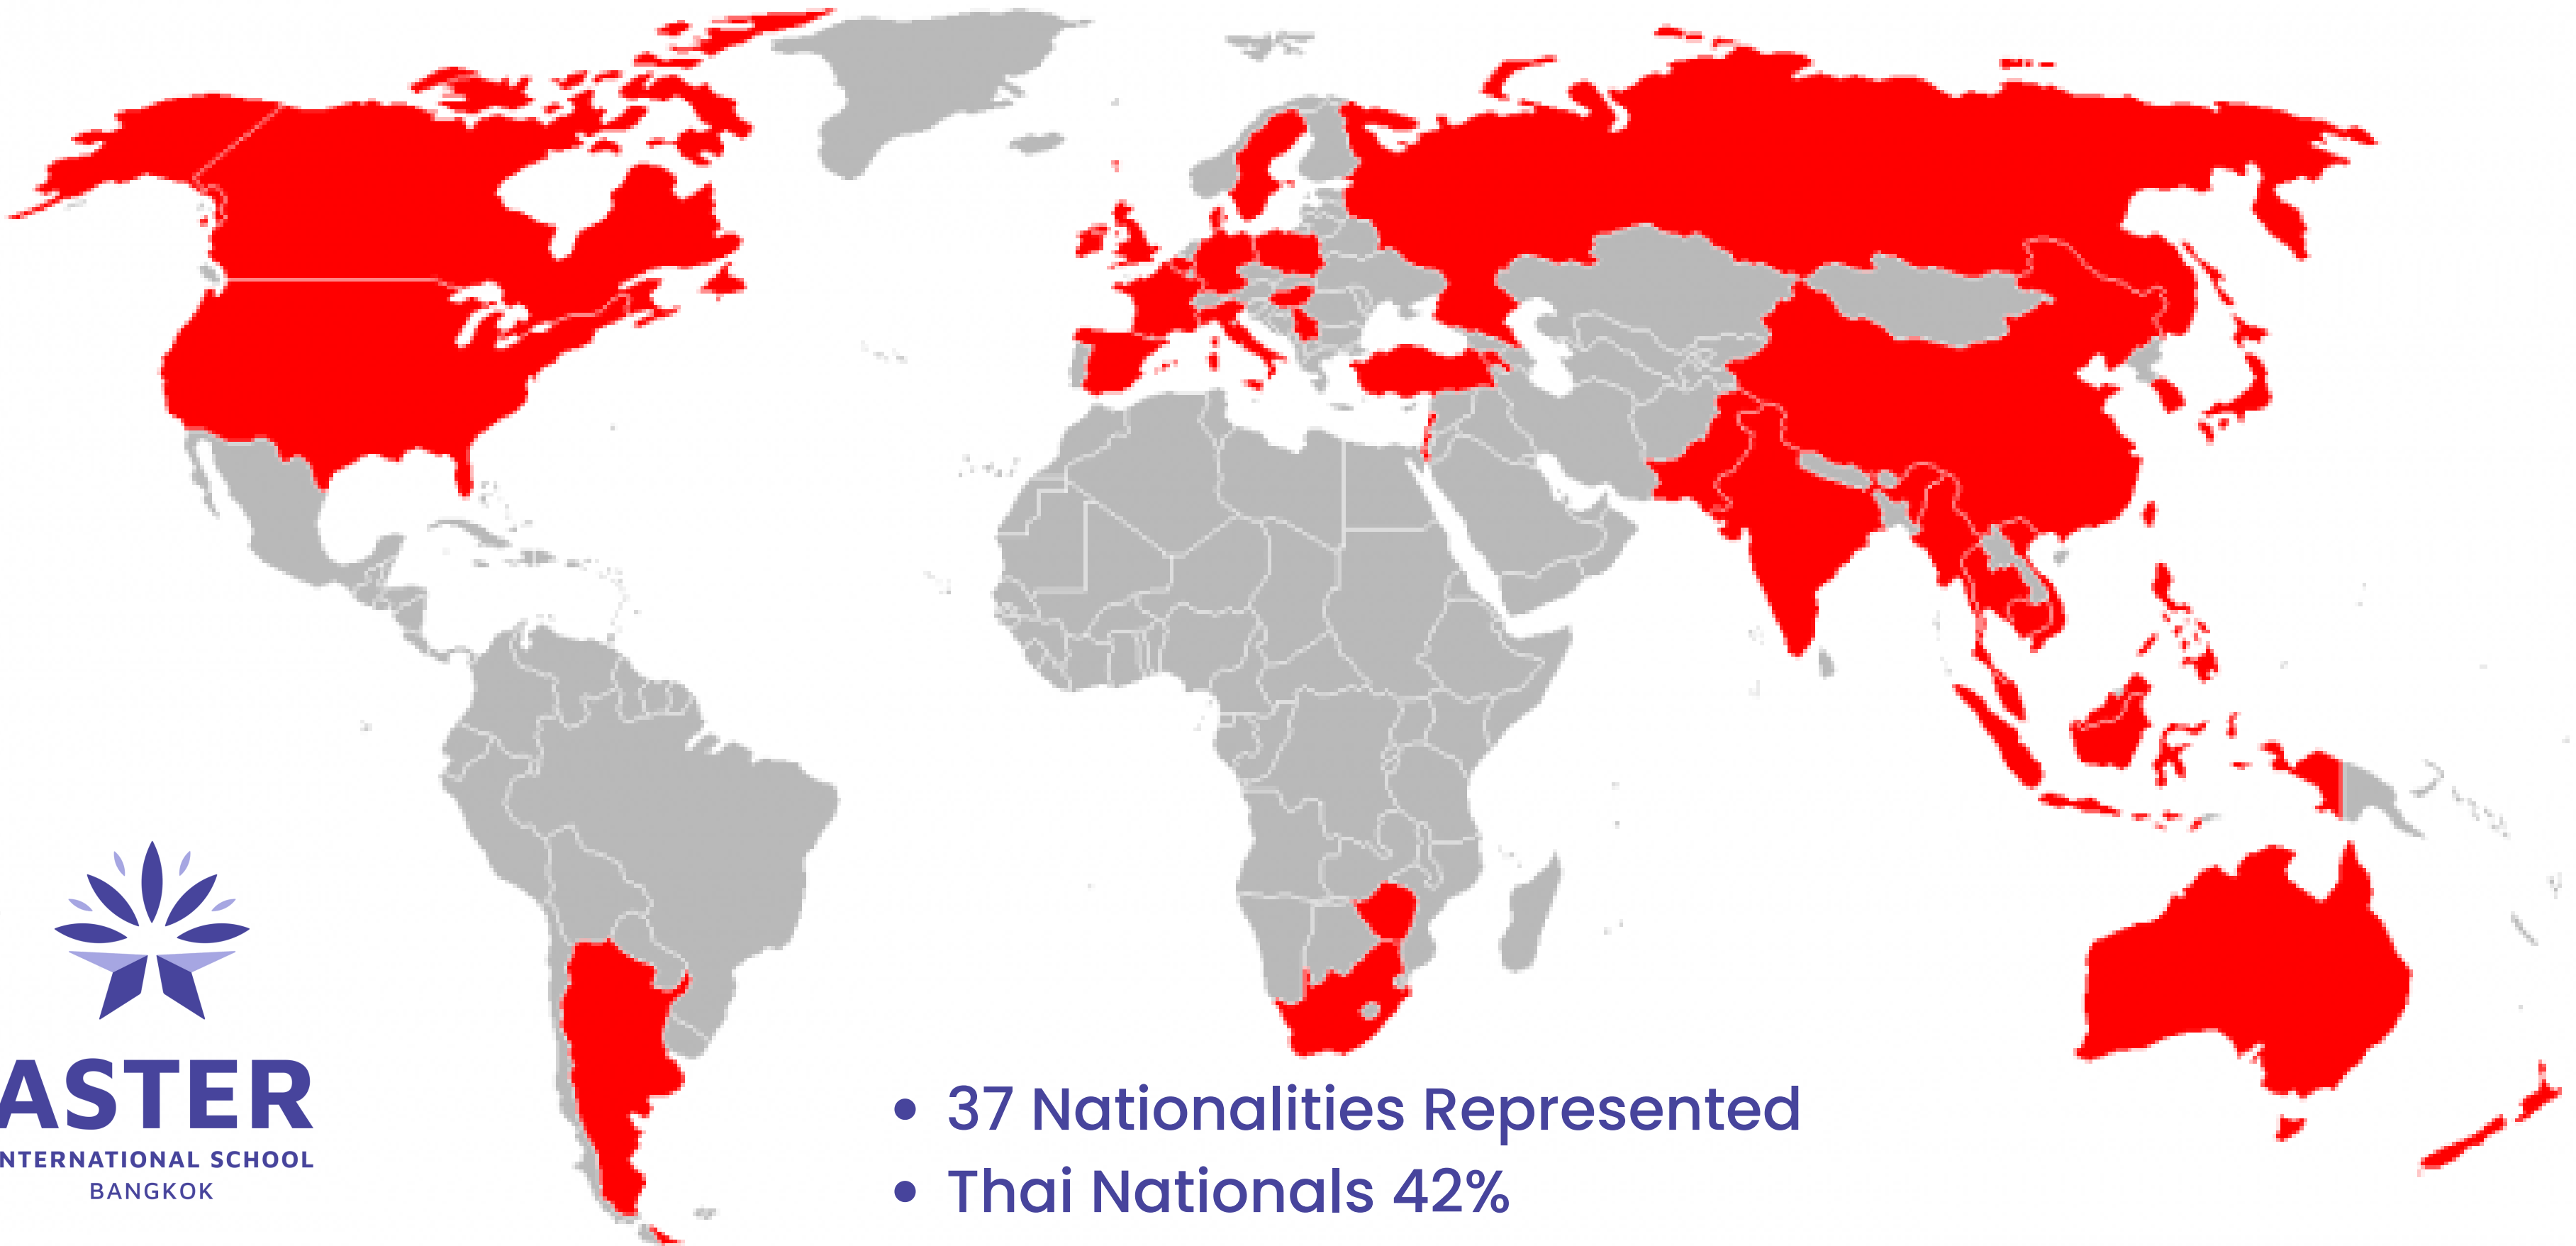 ASTER
NTERNATIONAL SCHOOL
BANGKOK
• 37 Nationalities Represented
• Thai Nationals 42%